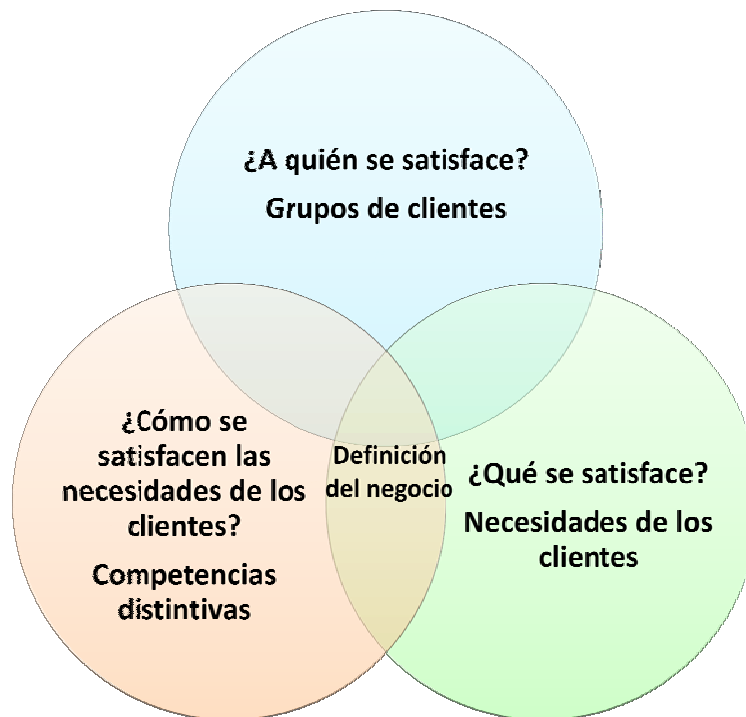 ¿A quién se satisface?
Grupos de clientes
¿Cómo se
satisfacen las
necesidades de los
clientes?
Competencias
distintivas
Definición
del negocio
¿Qué se satisface?
Necesidades de los
clientes